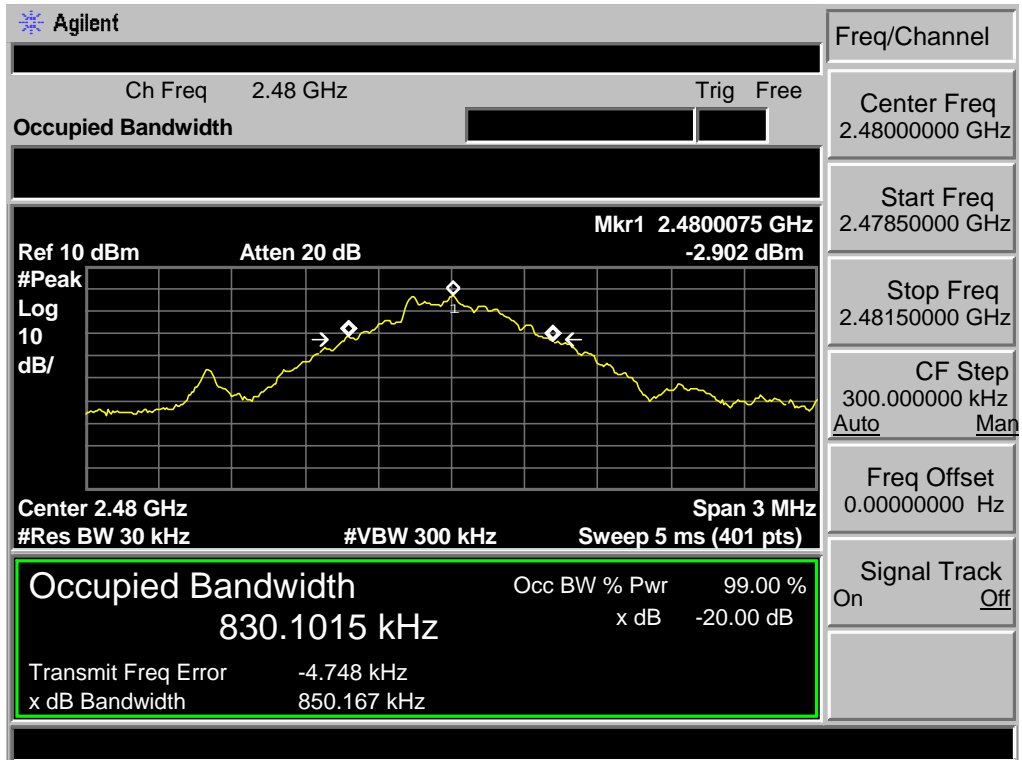 Agilent
Freq/Channel
Ch Freq 2.48 GHz Trig Free
Occupied Bandwidth
Center Freq
2.48000000 GHz
Start Freq
2.47850000 GHz
Stop Freq
2.48150000 GHz
CF Step
300.000000 kHz
Auto Man
Freq Offset
0.00000000 Hz
Signal Track
On Off
Mkr1 2.4800075 GHz
Ref 10 dBm Atten 20 dB -2.902 dBm
#Peak
Log
10
dB/
1
Center 2.48 GHz Span 3 MHz
#Res BW 30 kHz #VBW 300 kHz Sweep 5 ms (401 pts)
Occupied Bandwidth
830.1015 kHz
Occ BW % Pwr 99.00 %
x dB -20.00 dB
Transmit Freq Error -4.748 kHz
x dB Bandwidth 850.167 kHz